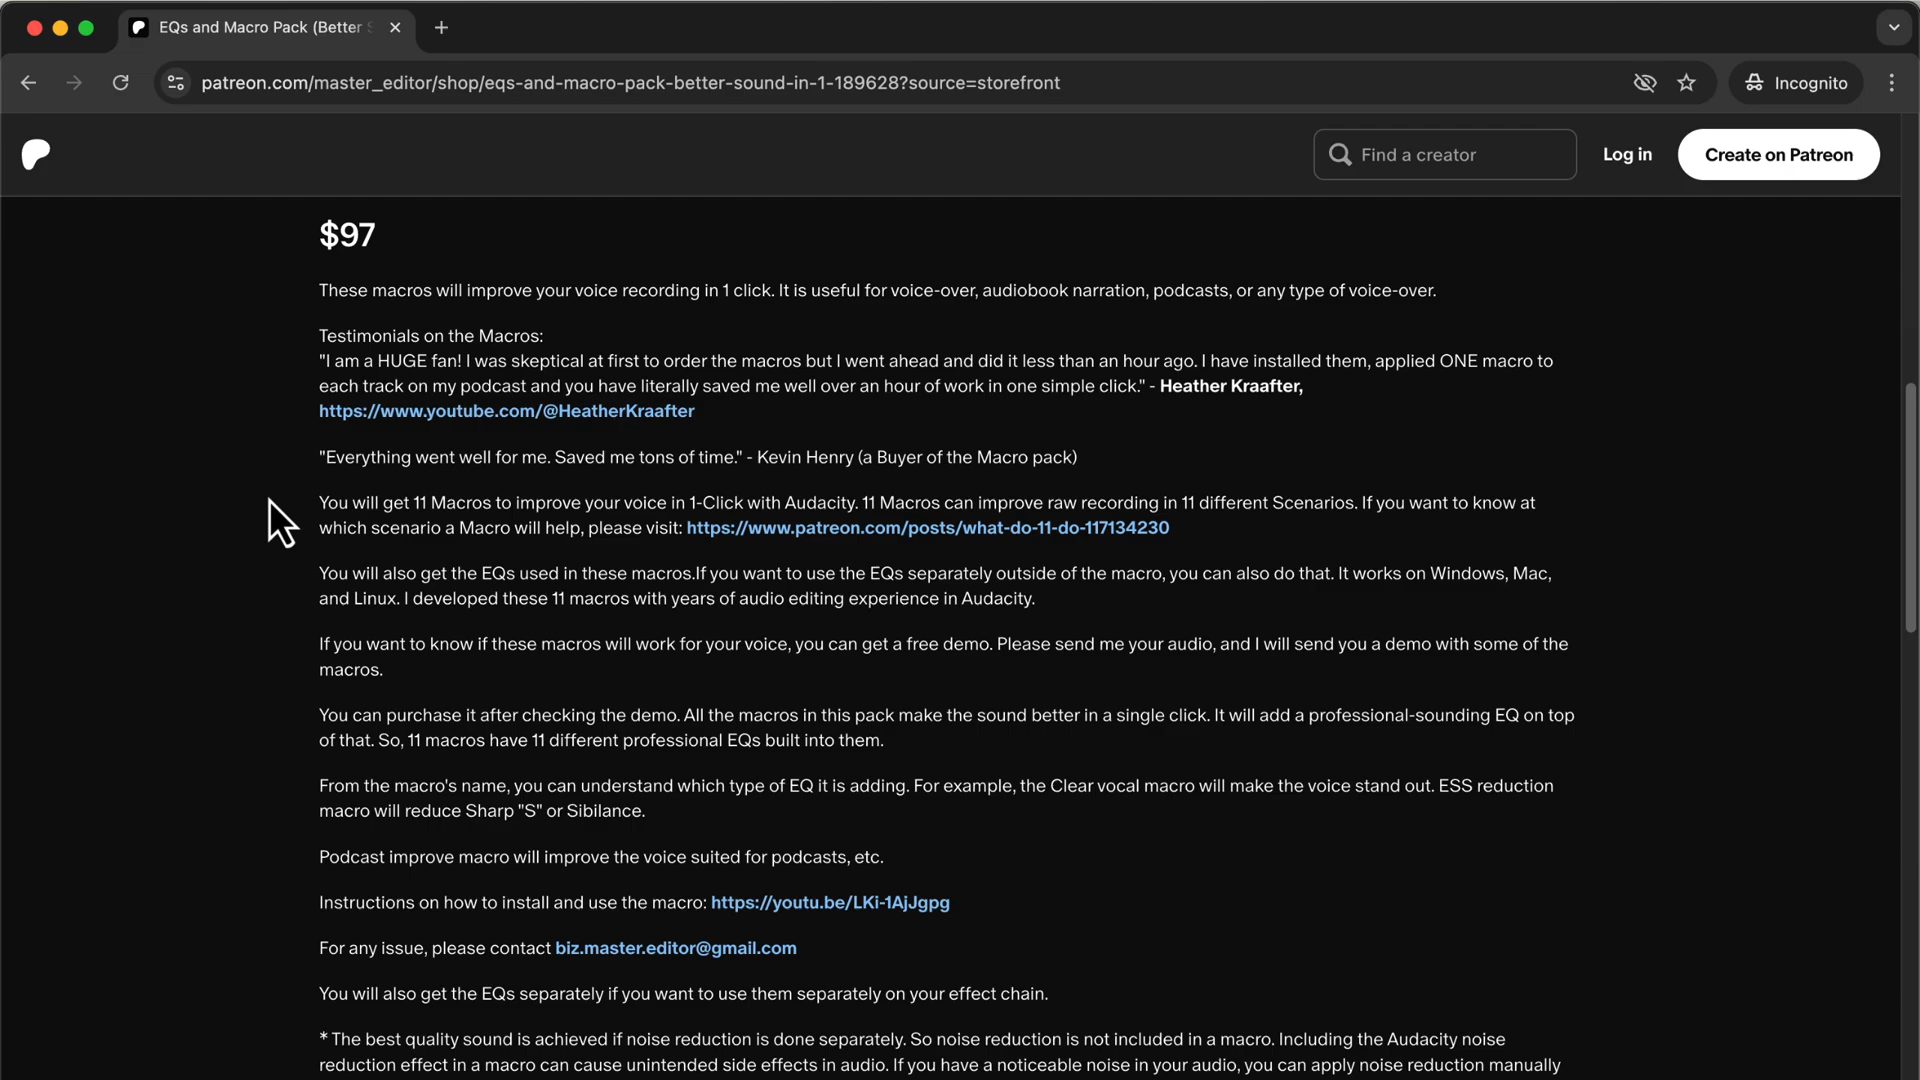 EQs and Macro Pack (Better S
patreon.com/master_editor/shop/eqs-and-macro-pack-better-sound-in-1-189628?source=storefront
Incognito
Find a creator
Log in
Create on Patreon
$97
These macros will improve your voice recording in 1 click. It is useful for voice-over, audiobook narration, podcasts, or any type of voice-over.
Testimonials on the Macros:
"I am a HUGE fan! I was skeptical at first to order the macros but I went ahead and did it less than an hour ago. I have installed them, applied ONE macro to
each track on my podcast and you have literally saved me well over an hour of work in one simple click." - Heather Kraafter,
https://www.youtube.com/@HeatherKraafter
"Everything went well for me. Saved me tons of time." - Kevin Henry (a Buyer of the Macro pack)
You will get 11 Macros to improve your voice in 1-Click with Audacity. 11 Macros can improve raw recording in 11 different Scenarios. If you want to know at
which scenario a Macro will help, please visit: https://www.patreon.com/posts/what-do-11-do-117134230
You will also get the EQs used in these macros.If you want to use the EQs separately outside of the macro, you can also do that. It works on Windows, Mac,
and Linux. I developed these 11 macros with years of audio editing experience in Audacity.
If you want to know if these macros will work for your voice, you can get a free demo. Please send me your audio, and I will send you a demo with some of the
macros.
You can purchase it after checking the demo. All the macros in this pack make the sound better in a single click. It will add a professional-sounding EQ on top
of that. So, 11 macros have 11 different professional EQs built into them.
From the macro's name, you can understand which type of EQ it is adding. For example, the Clear vocal macro will make the voice stand out. ESS reduction
macro will reduce Sharp "S" or Sibilance.
Podcast improve macro will improve the voice suited for podcasts, etc.
Instructions on how to install and use the macro: https://youtu.be/LKi-1AjJgpg
For any issue, please contact biz.master.editor@gmail.com
You will also get the EQs separately if you want to use them separately on your effect chain.
* The best quality sound is achieved if noise reduction is done separately. So noise reduction is not included in a macro. Including the Audacity noise
reduction effect in a macro can cause unintended side effects in audio. If you have a noticeable noise in your audio, you can apply noise reduction manually